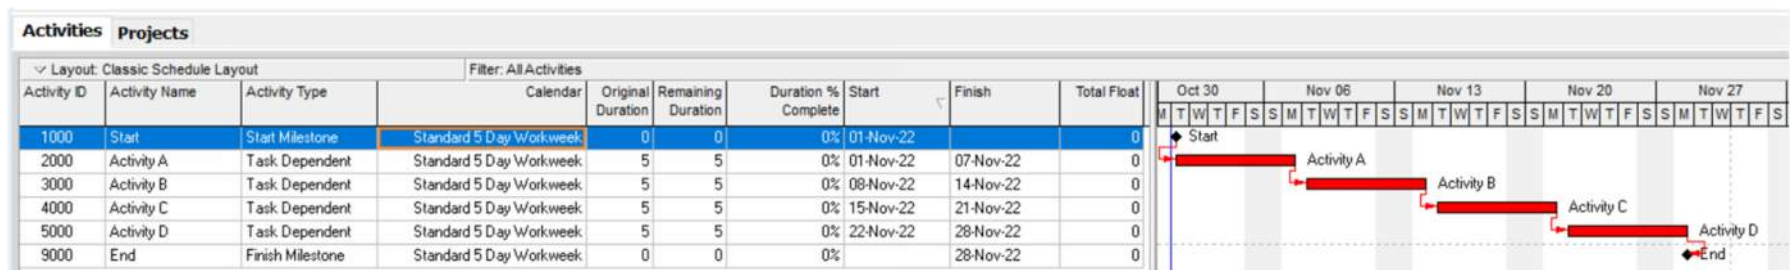 Activities Projects
Layout: Classic Schedule Layout Filter: All Activities
Activity ID Activity Name Activity Type Calendar Original Duration Remaining Duration Duration % Complete Start Finish Total Float Oct 30 Nov 06 Nov 13 Nov 20 Nov 27
M T W T F S S M T W T F S S M T W T F S S M T W T F S S M T W T F S
1000 Start Start Milestone Standard 5 Day Workweek 0 0 0% 01-Nov-22 0 Start
2000 Activity A Task Dependent Standard 5 Day Workweek 5 5 0% 01-Nov-22 07-Nov-22 0 Activity A
3000 Activity B Task Dependent Standard 5 Day Workweek 5 5 0% 08-Nov-22 14-Nov-22 0 Activity B
4000 Activity C Task Dependent Standard 5 Day Workweek 5 5 0% 15-Nov-22 21-Nov-22 0 Activity C
5000 Activity D Task Dependent Standard 5 Day Workweek 5 5 0% 22-Nov-22 28-Nov-22 0 Activity D
9000 End Finish Milestone Standard 5 Day Workweek 0 0 0% 28-Nov-22 0 End